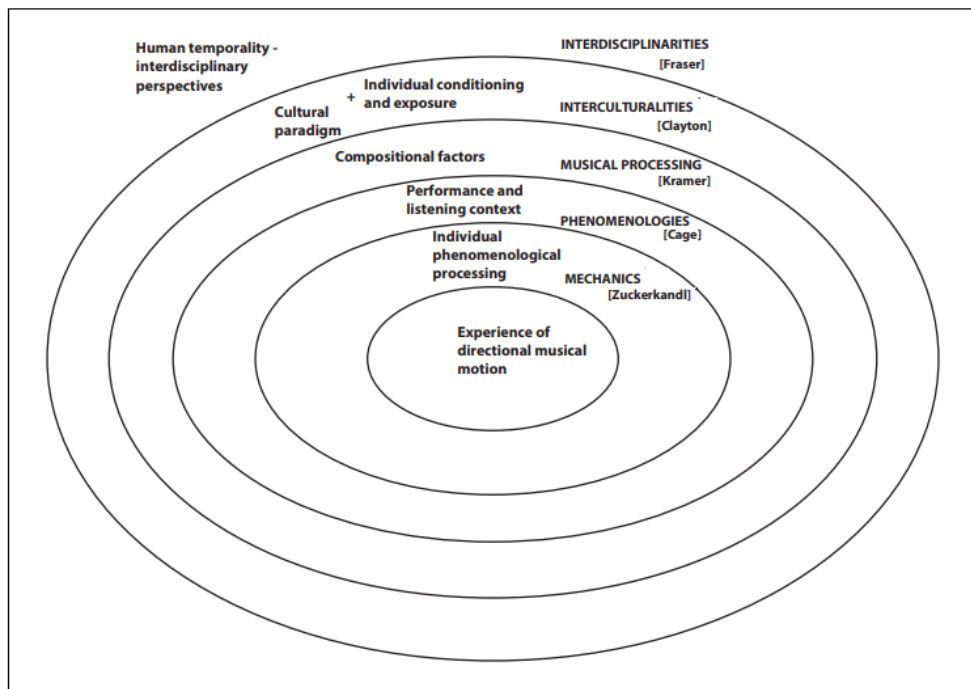 Human temporality -
interdisciplinary
perspectives
INTERDISCIPLINARITIES
[Fraser]
Cultural
paradigm
+
Individual conditioning
and exposure
INTERCULTURALITIES
[Clayton]
Compositional factors
MUSICAL PROCESSING
[Kramer]
Performance and
listening context
PHENOMENOLOGIES
[Cage]
Individual
phenomenological
processing
MECHANICS
[Zuckerkandl]
Experience of
directional musical
motion